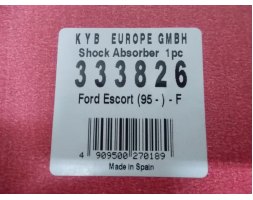 KYB EUROPE GMBH
Shock Absorber 1pc
333826
Ford Escort (95 - ) - F
4 909500 270189
Made in Spain